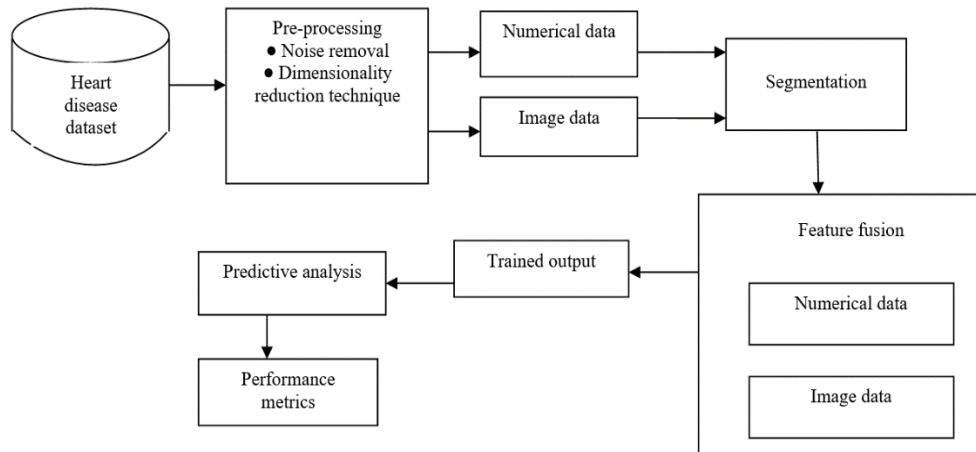 Heart
disease
dataset
Pre-processing
● Noise removal
● Dimensionality
reduction technique
Numerical data
Image data
Segmentation
Feature fusion
Numerical data
Image data
Trained output
Predictive analysis
Performance
metrics